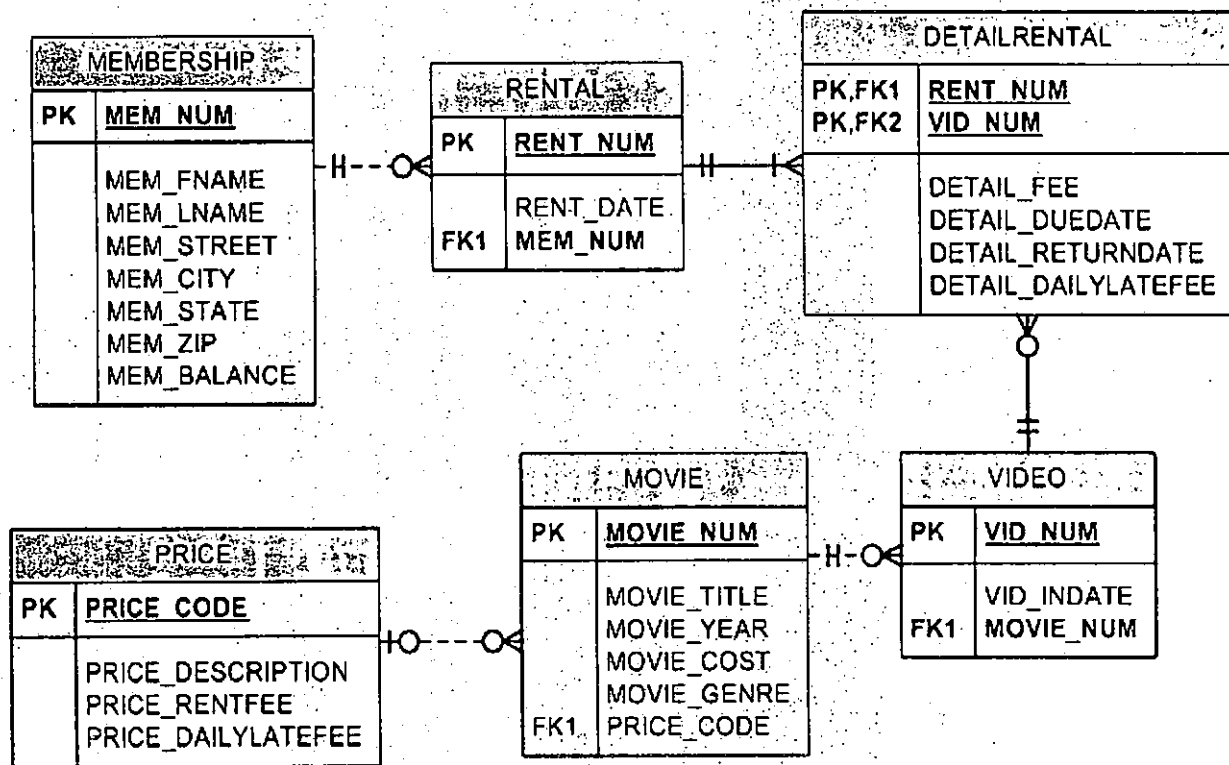 MEMBERSHIP
PK MEM_NUM
MEM_FNAME
MEM_LNAME
MEM_STREET
MEM_CITY
MEM_STATE
MEM_ZIP
MEM_BALANCE
RENTAL
PK RENT_NUM
RENT_DATE
FK1 MEM_NUM
DETAILRENTAL
PK,FK1 RENT_NUM
PK,FK2 VID_NUM
DETAIL_FEE
DETAIL_DUEDATE
DETAIL_RETURNDATE
DETAIL_DAILYLATEFEE
PRICE
PK PRICE_CODE
PRICE_DESCRIPTION
PRICE_RENTFEE
PRICE_DAILYLATEFEE
MOVIE
PK MOVIE_NUM
MOVIE_TITLE
MOVIE_YEAR
MOVIE_COST
MOVIE_GENRE
FK1 PRICE_CODE
VIDEO
PK VID_NUM
VID_INDATE
FK1 MOVIE_NUM